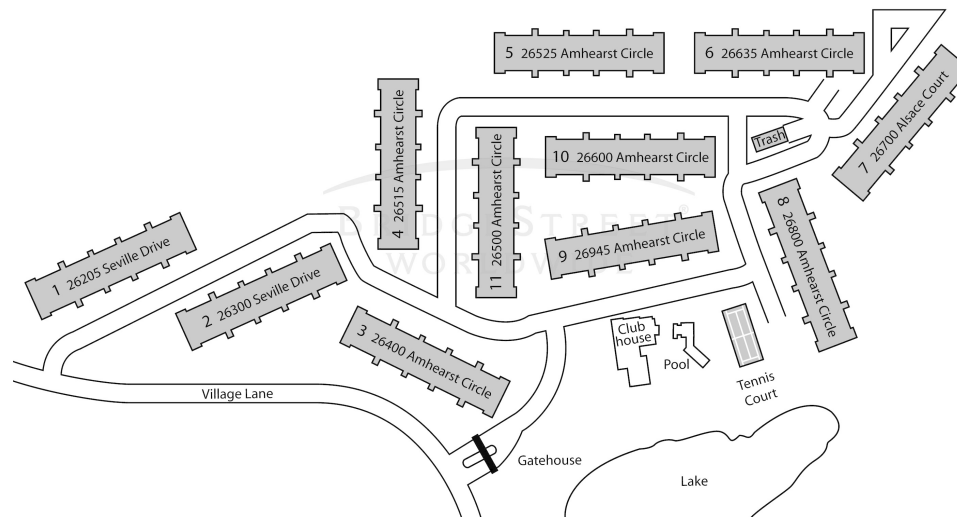 5 26525 Amhearst Circle
6 26635 Amhearst Circle
7 26700 Alsace Court
4 26515 Amhearst Circle
11 26500 Amhearst Circle
10 26600 Amhearst Circle
Trash
8 26800 Amhearst Circle
9 26945 Amhearst Circle
BRIDGESTREET®
WORLDWIDE
1 26205 Seville Drive
2 26300 Seville Drive
3 26400 Amhearst Circle
Club
house
Pool
Tennis
Court
Village Lane
Gatehouse
Lake